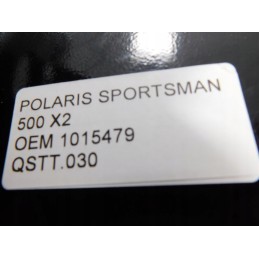 POLARIS SPORTSMAN
500 X2
OEM 1015479
QSTT.030